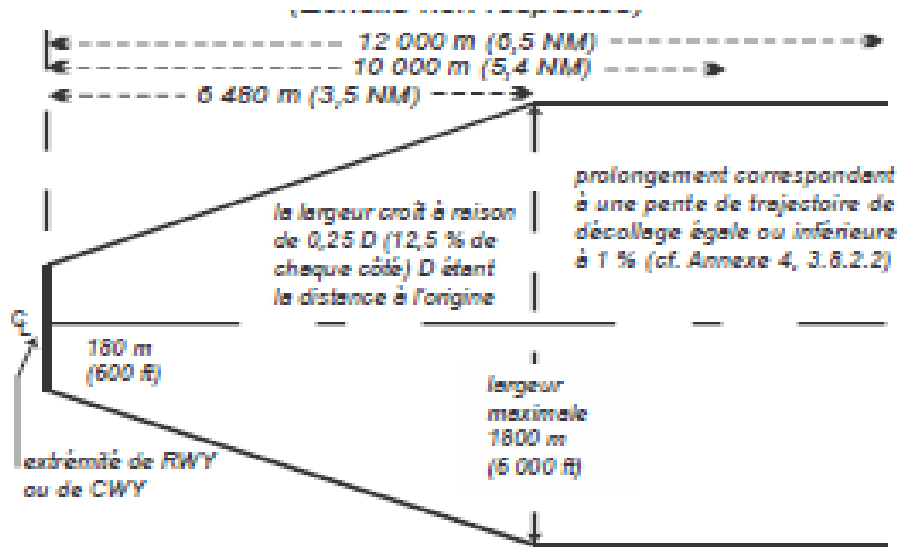 12 000 m (6,5 NM)
10 000 m (5,4 NM)
6 480 m (3,5 NM)
prolongement correspondant
à une pente de trajectoire de
décollage égale ou inférieure
à 1 % (cf. Annexe 4, 3.8.2.2)
la largeur croît à raison
de 0,25 D (12,5 % de
chaque côté) D étant
la distance à l'origine
180 m
(600 ft)
largeur
maximale
1800 m
(6 000 ft)
extrémité de RWY
ou de CWY